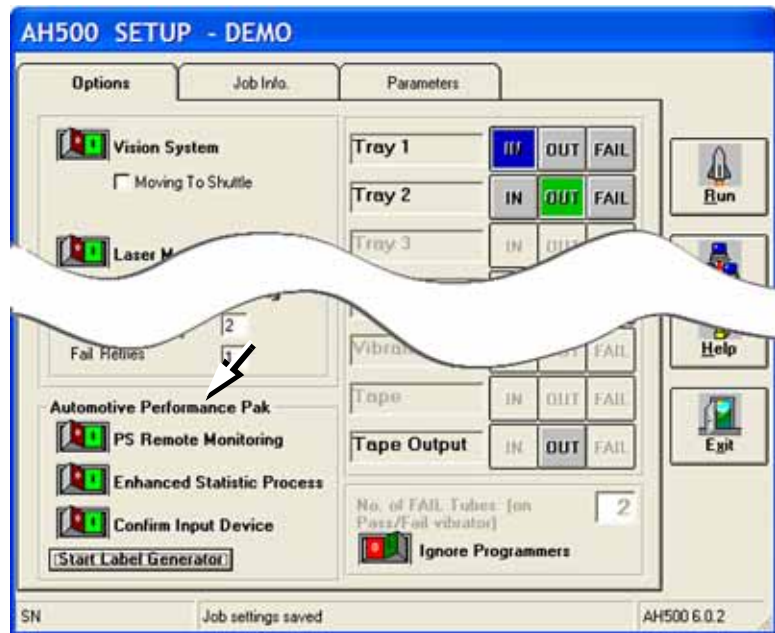 AH500 SETUP - DEMO
Options
Job Info.
Parameters
Vision System
Moving To Shuttle
Laser
Tray 1 IN OUT FAIL
Tray 2 IN OUT FAIL
Tray 3 IN OUT
2
Fail Retries
FAIL
Tape IN OUT FAIL
Tape Output IN OUT FAIL
Automotive Performance Pak
PS Remote Monitoring
Enhanced Statistic Process
Confirm Input Device
Start Label Generator
No. of FAIL Tubes (on
Pass/Fail vibrator)
2
Ignore Programmers
Run
Help
Exit
SN
Job settings saved
AH500 6.0.2